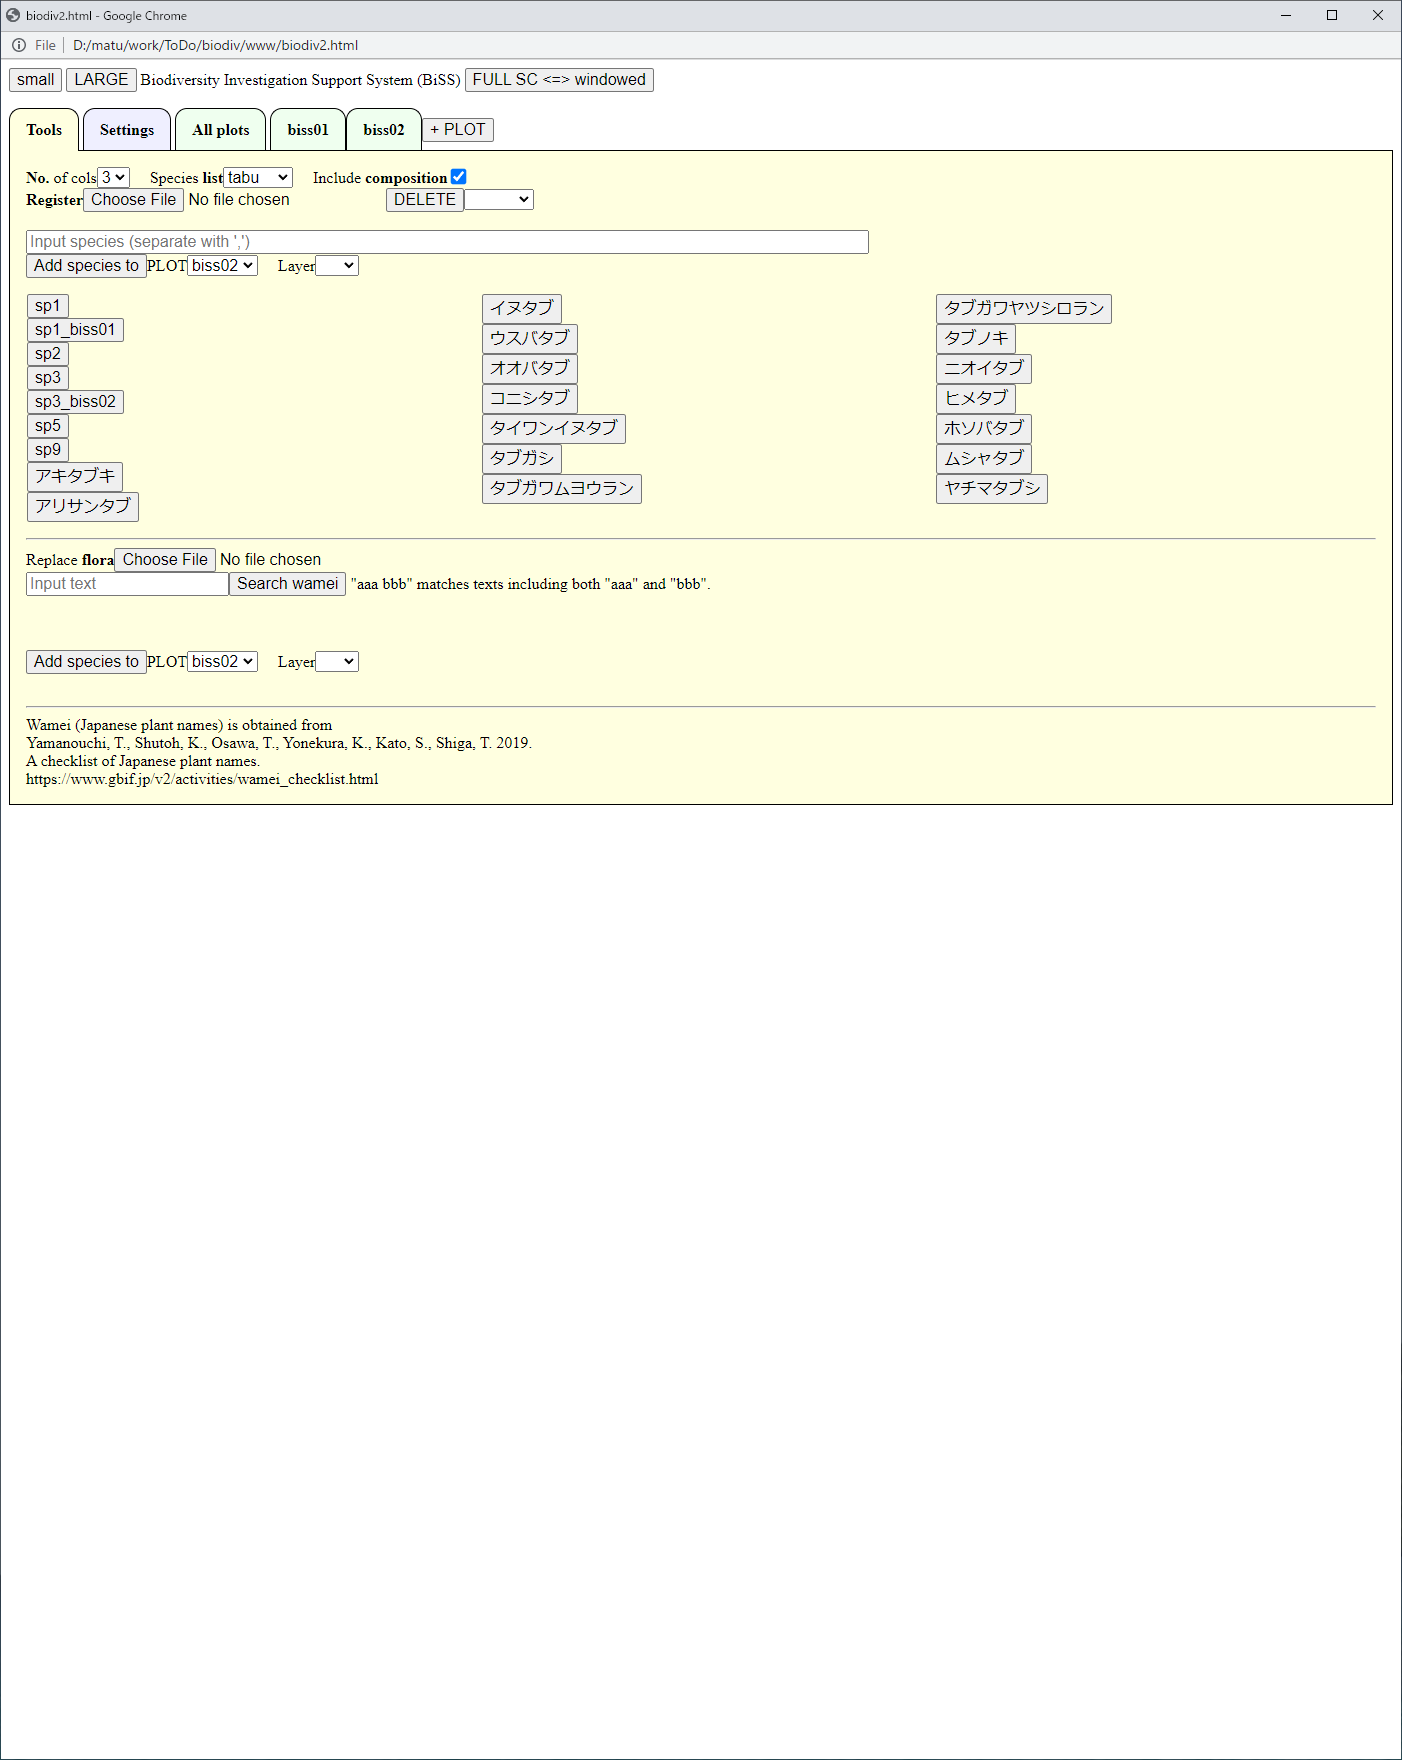 biodiv2.html - Google Chrome
File D:/matu/work/ToDo/biodiv/www/biodiv2.html
small LARGE Biodiversity Investigation Support System (BiSS) FULL SC <=> windowed
Tools Settings All plots biss01 biss02 + PLOT
No. of cols 3 Species list tabu Include composition
Register Choose File No file chosen DELETE
Input species (separate with ',')
Add species to PLOT biss02 Layer
sp1
sp1_biss01
sp2
sp3
sp3_biss02
sp5
sp9
アキタブキ
アリサンタブ
イヌタブ
ウスバタブ
オオバタブ
コニシタブ
タイワンイヌタブ
タブガシ
タブガワムヨウラン
タブガワヤツシロラン
タブノキ
ニオイタブ
ヒメタブ
ホソバタブ
ムシャタブ
ヤチマタブシ
Replace flora Choose File No file chosen
Input text Search wamei "aaa bbb" matches texts including both "aaa" and "bbb".
Add species to PLOT biss02 Layer
Wamei (Japanese plant names) is obtained from
Yamanouchi, T., Shutoh, K., Osawa, T., Yonekura, K., Kato, S., Shiga, T. 2019.
A checklist of Japanese plant names.
https://www.gbif.jp/v2/activities/wamei_checklist.html